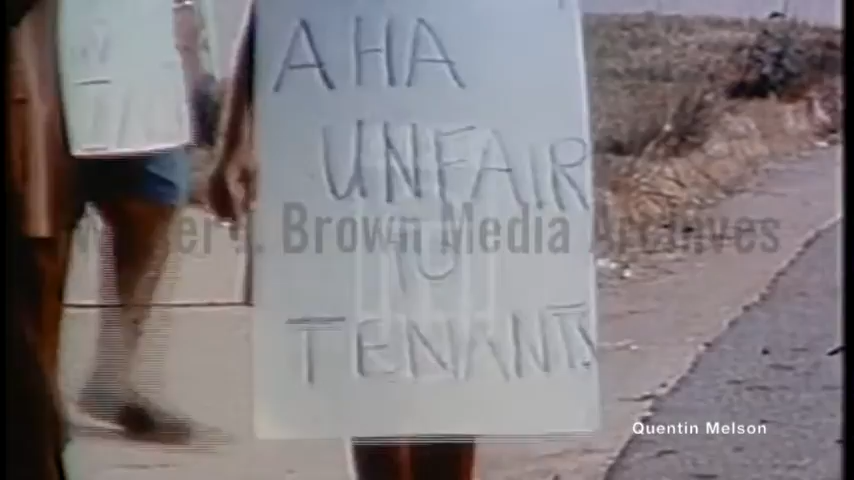 AHA
UNFAIR
TO
TENANTS
Brown Media Archives
Quentin Melson